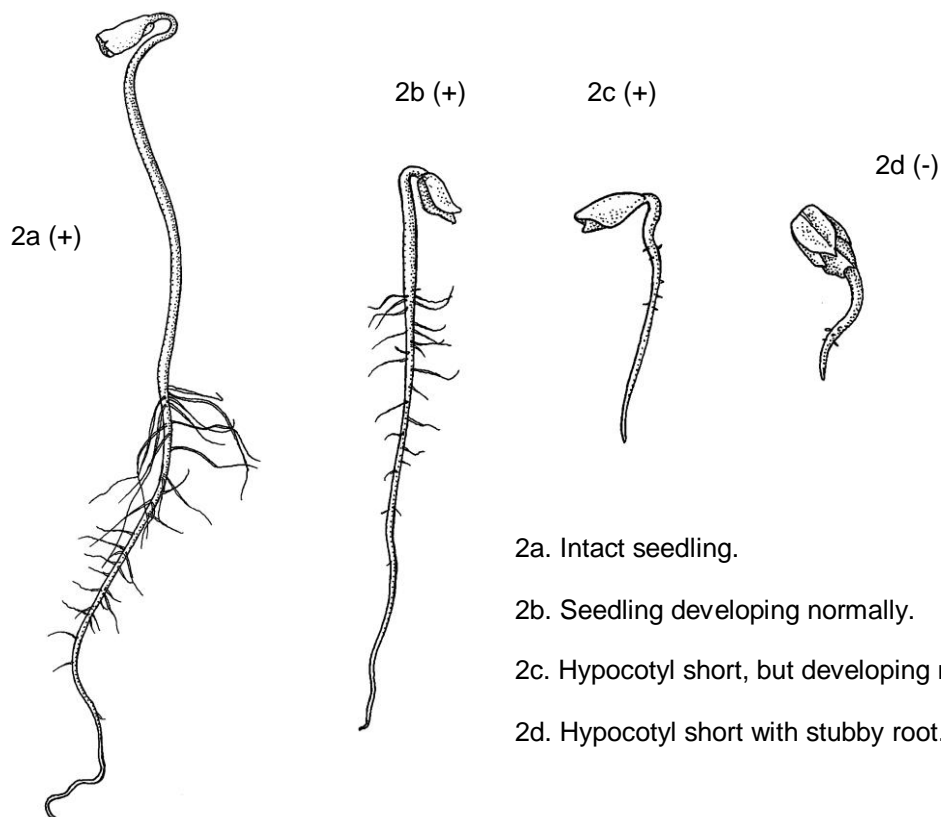 2b (+)
2c (+)
2d (-)
2a (+)
2a. Intact seedling.
2b. Seedling developing normally.
2c. Hypocotyl short, but developing
2d. Hypocotyl short with stubby root.